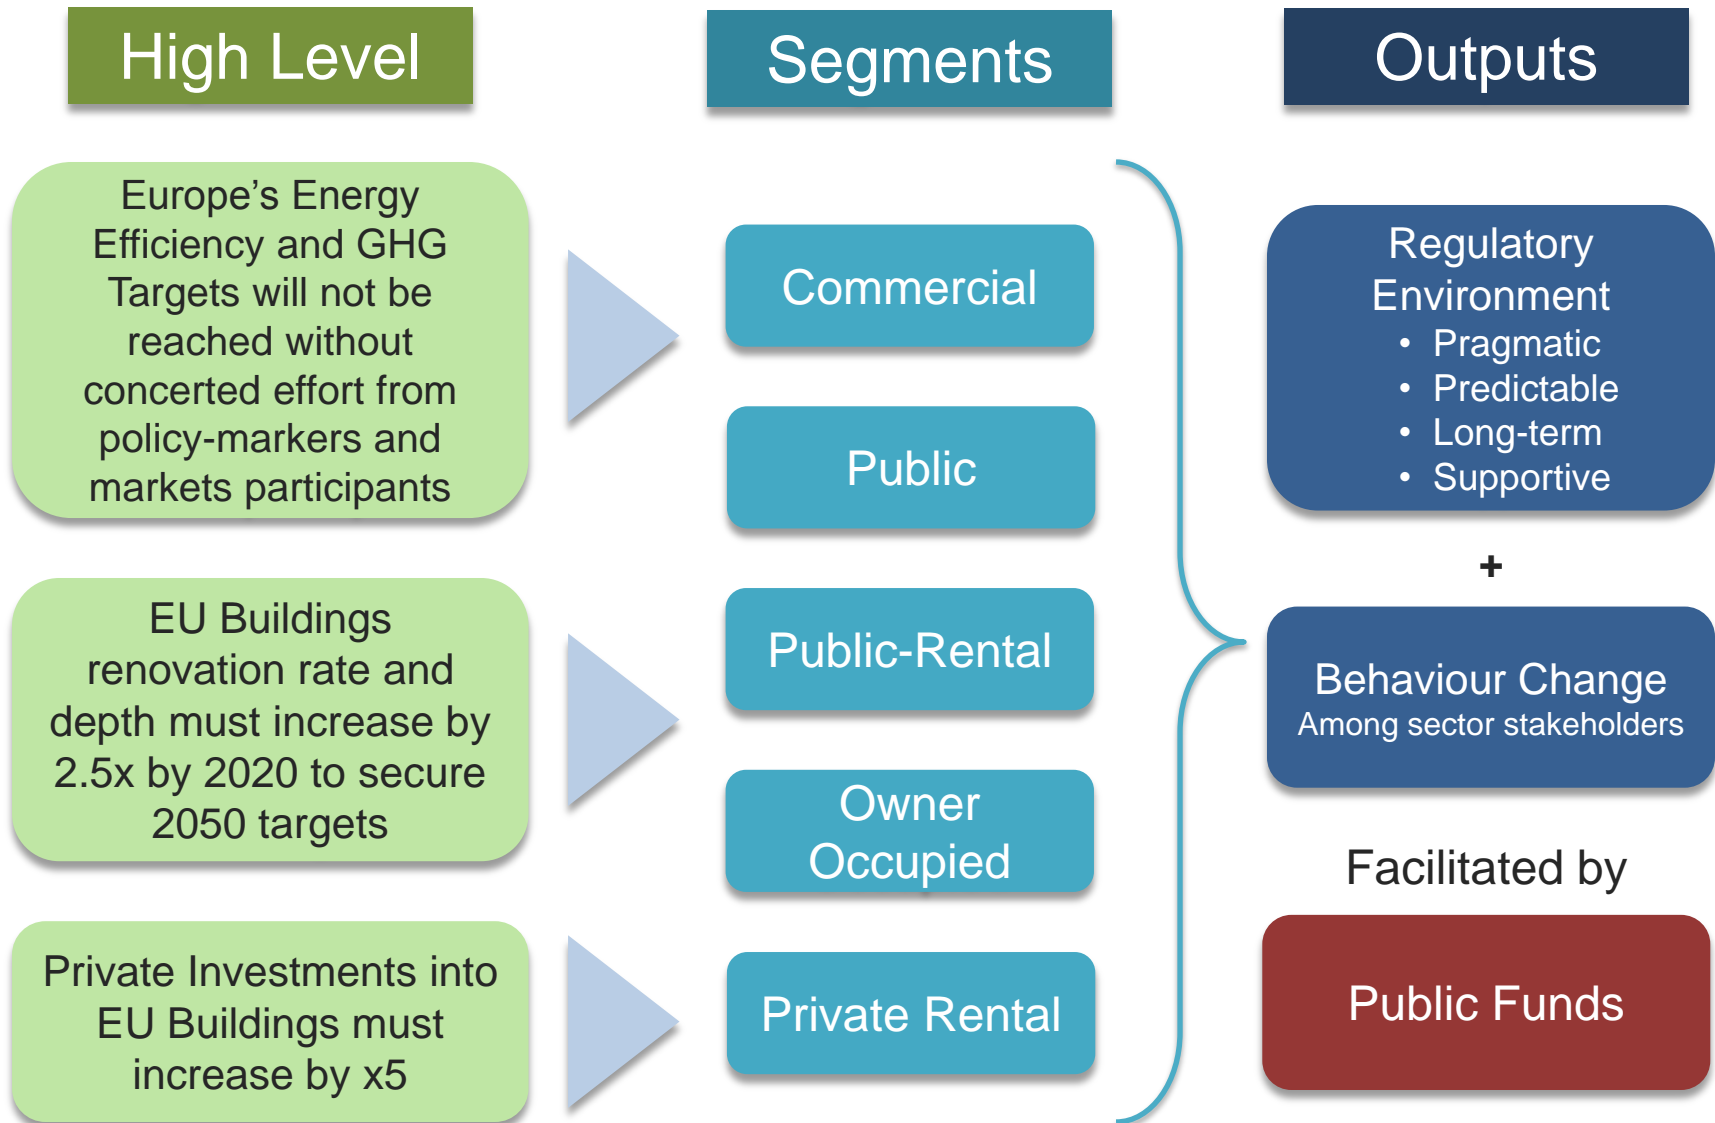 High Level
Europe's Energy
Efficiency and GHG
Targets will not be
reached without
concerted effort from
policy-markers and
markets participants
EU Buildings
renovation rate and
depth must increase by
2.5x by 2020 to secure
2050 targets
Private Investments into
EU Buildings must
increase by x5
Segments
Commercial
Public
Public-Rental
Owner
Occupied
Private Rental
Outputs
Regulatory
Environment
• Pragmatic
• Predictable
• Long-term
• Supportive
+
Behaviour Change
Among sector stakeholders
Facilitated by
Public Funds